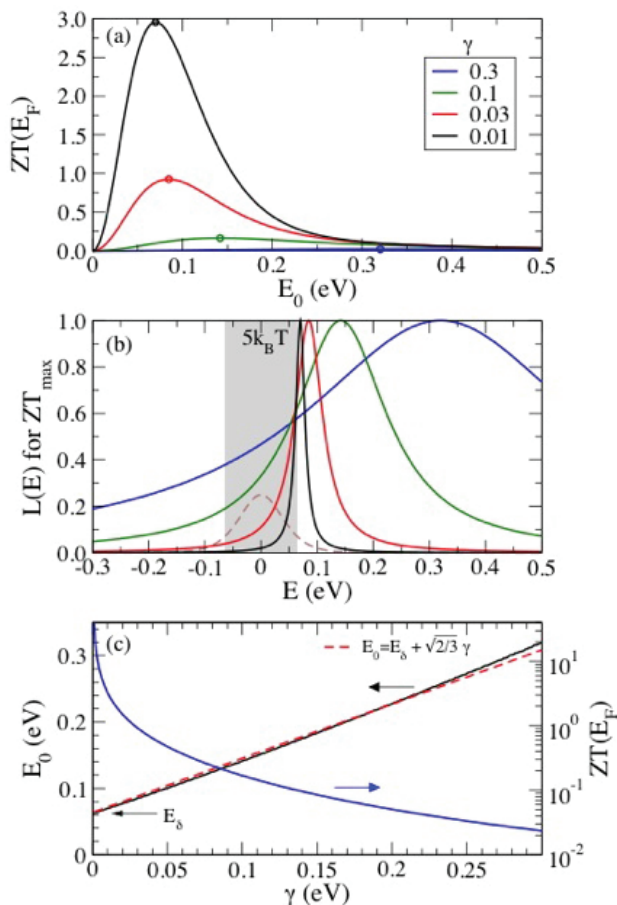 (a)
γ
0.3
0.1
0.03
0.01
3.0
2.5
2.0
1.5
1.0
0.5
0.0
ZT(E_F)
0 0.1 0.2 0.3 0.4 0.5
E_0 (eV)
(b)
5k_BT
1.0
0.8
0.6
0.4
0.2
0.0
L(E) for ZT_max
-0.3 -0.2 -0.1 0 0.1 0.2 0.3 0.4 0.5
E (eV)
(c)
E_0=E_δ + √2/3 γ
0.3
0.2
0.1
0
E_0 (eV)
E_δ
10^1
10^0
10^-1
10^-2
ZT(E_F)
0 0.05 0.1 0.15 0.2 0.25
γ (eV)